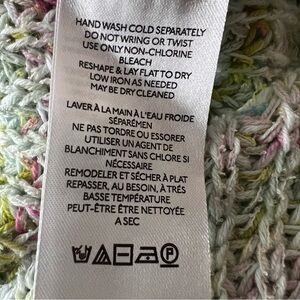 HAND WASH COLD SEPARATELY
DO NOT WRING OR TWIST
USE ONLY NON-CHLORINE
BLEACH
RESHAPE & LAY FLAT TO DRY
LOW IRON AS NEEDED
MAY BE DRY CLEANED
LAVER À LA MAIN À L'EAU FROIDE
SÉPARÉMEN
NE PAS TORDRE OU ESSORER
UTILISER UN AGENT DE
BLANCHIMENT SANS CHLORE SI
NÉCESSAIRE
REMODELER ET SÉCHER À PLAT
REPASSER, AU BESOIN, À TRÈS
BASSE TEMPÉRATURE
PEUT-ÊTRE ÊTRE NETTOYÉE
A SEC
P